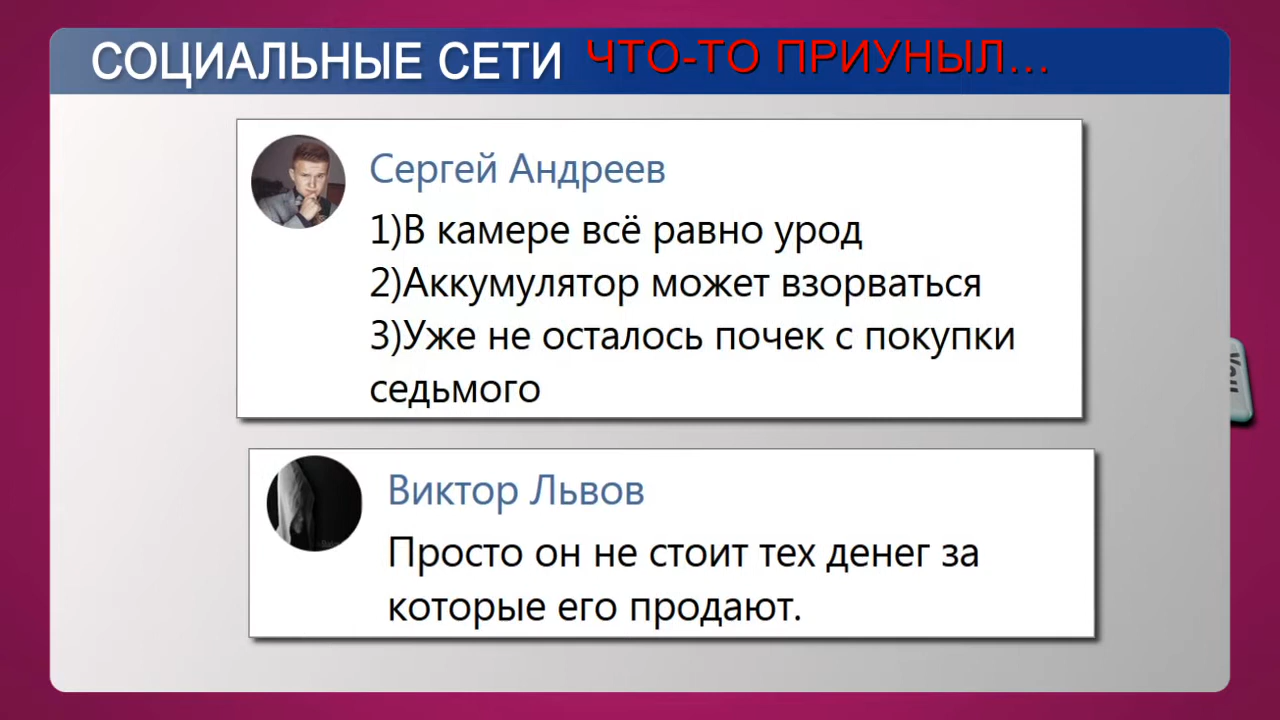 СОЦИАЛЬНЫЕ СЕТИ ЧТО-ТО ПРИУНЫЛ...
Сергей Андреев
1)В камере всё равно урод
2)Аккумулятор может взорваться
3)Уже не осталось почек с покупки
седьмого
Виктор Львов
Просто он не стоит тех денег за
которые его продают.